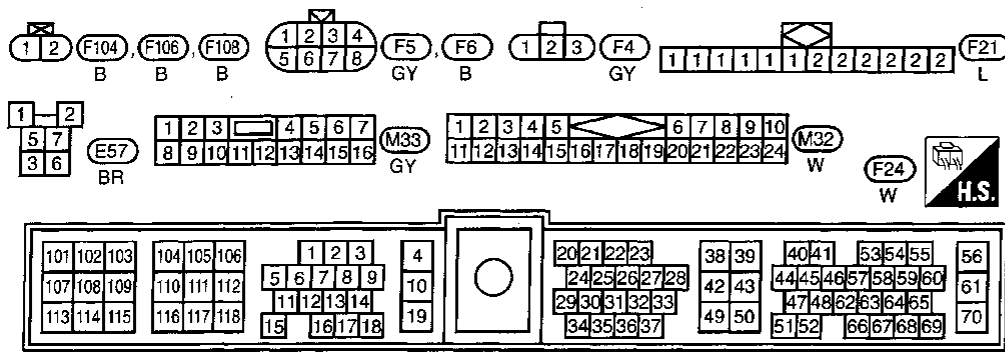 1 2 F104 , F106 , F108 1 2 3 4 F5 , F6 1 2 3 F4 1 1 1 1 1 1 2 2 2 2 2 2 F21
B B B 5 6 7 8 GY B GY L
1 2 1 2 3 4 5 6 7 M33 1 2 3 4 5 6 7 8 9 10 M32
5 7 E57 8 9 10 11 12 13 14 15 16 GY 11 12 13 14 15 16 17 18 19 20 21 22 23 24 W
3 6 BR F24
W H.S.
101 102 103 104 105 106 1 2 3 4 20 21 22 23 38 39 40 41 53 54 55 56
107 108 109 110 111 112 5 6 7 8 9 10 24 25 26 27 28 42 43 44 45 46 57 58 59 60 61
113 114 115 116 117 118 11 12 13 14 19 29 30 31 32 33 49 50 47 48 62 63 64 65 70
15 16 17 18 34 35 36 37 51 52 66 67 68 69